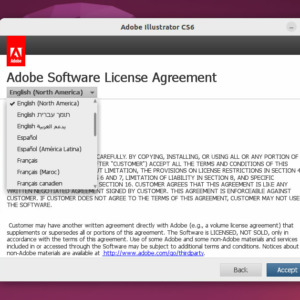 Adobe Illustrator CS6
Adobe
Adobe Software License Agreement
English (North America)
English (North America)
English תומך עברית
English يدعم العربية
Español
Español (América Latina)
Français
Français (Maroc)
Français canadien
CAREFULLY. BY COPYING, INSTALLING, OR USING ALL OR ANY PORTION OF
TER "CUSTOMER") ACCEPT ALL THE TERMS AND CONDITIONS OF THIS
T LIMITATION, THE PROVISIONS ON LICENSE RESTRICTIONS IN SECTION 4
6 AND 7, LIMITATION OF LIABILITY IN SECTION 8, AND SPECIFIC
SECTION 16. CUSTOMER AGREES THAT THIS AGREEMENT IS LIKE ANY
WRITTEN NEGOTIATED AGREEMENT SIGNED BY CUSTOMER. THIS AGREEMENT IS ENFORCEABLE AGAINST
CUSTOMER. IF CUSTOMER DOES NOT AGREE TO THE TERMS OF THIS AGREEMENT, CUSTOMER MAY NOT USE
THE SOFTWARE.
Customer may have another written agreement directly with Adobe (e.g., a volume license agreement) that
supplements or supersedes all or portions of this agreement. The Software is LICENSED, NOT SOLD, only in
accordance with the terms of this agreement. Use of some Adobe and some non-Adobe materials and services
included in or accessed through the Software may be subject to additional terms and conditions. Notices about
non-Adobe materials are available at http://www.adobe.com/go/thirdparty.
Back
Accept